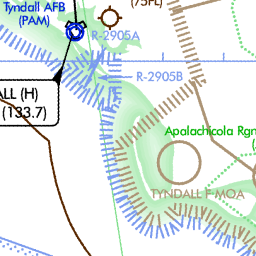 (75FL)
Tyndall AFB
(PAM)
R-2905A
R-2905B
ALL (H)
(133.7)
Apalachicola Rgn
TYNDALL F MOA